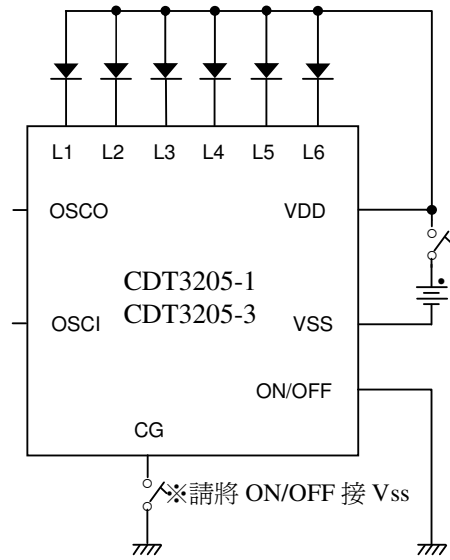 L1 L2 L3 L4 L5 L6
OSCO VDD
CDT3205-1
CDT3205-3
OSCI VSS
ON/OFF
CG
※請將 ON/OFF 接 Vss